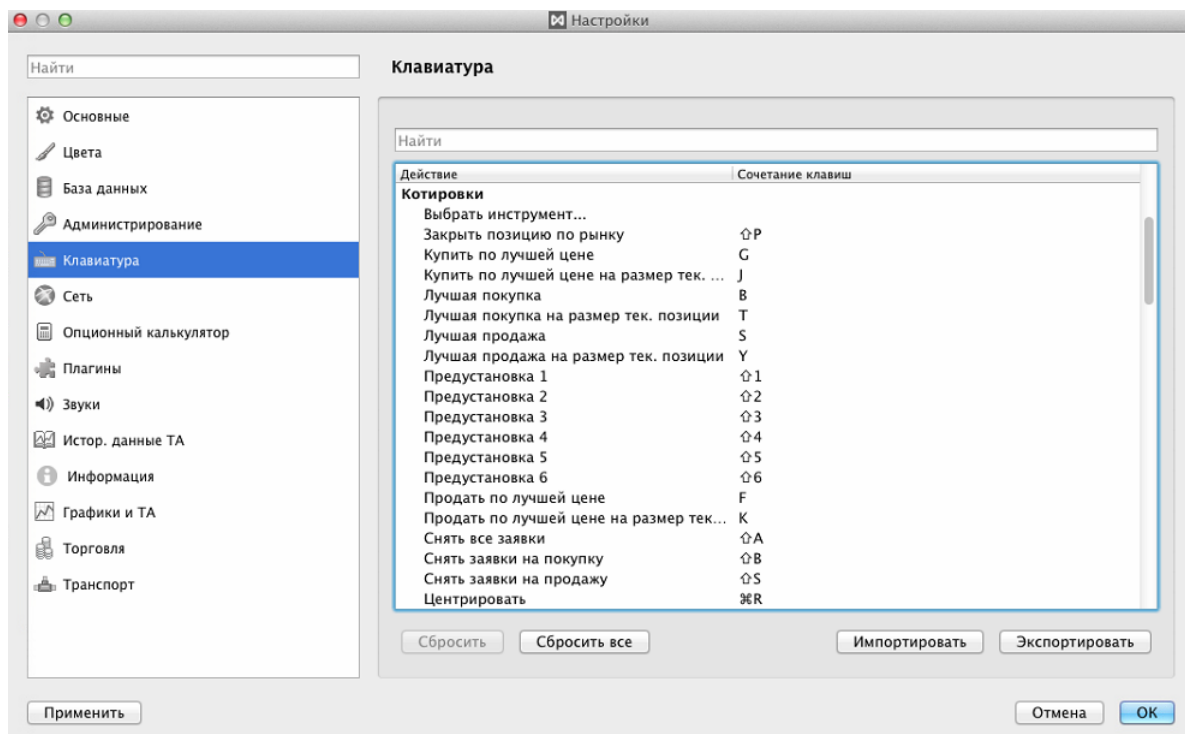 Настройки
Найти
Основные
Цвета
База данных
Администрирование
Клавиатура
Сеть
Опционный калькулятор
Плагины
Звуки
Истор. данные ТА
Информация
Графики и ТА
Торговля
Транспорт
Клавиатура
Найти
Действие Сочетание клавиш
Котировки
Выбрать инструмент...
Закрыть позицию по рынку ⇧P
Купить по лучшей цене G
Купить по лучшей цене на размер тек. ... J
Лучшая покупка B
Лучшая покупка на размер тек. позиции T
Лучшая продажа S
Лучшая продажа на размер тек. позиции Y
Предустановка 1 ⇧1
Предустановка 2 ⇧2
Предустановка 3 ⇧3
Предустановка 4 ⇧4
Предустановка 5 ⇧5
Предустановка 6 ⇧6
Продать по лучшей цене F
Продать по лучшей цене на размер тек... K
Снять все заявки ⇧A
Снять заявки на покупку ⇧B
Снять заявки на продажу ⇧S
Центрировать ⌘R
Сбросить Сбросить все Импортировать Экспортировать
Применить Отмена OK